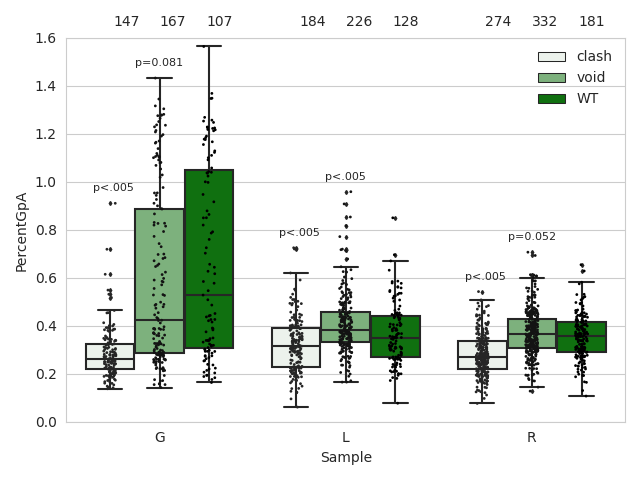 147 167 107 184 226 128 274 332 181
1.6
clash
p=0.081
void
1.4
WT
1.2
p<.005
p<.005
1.0
p<.005
p=0.052
0.8
p<.005
0.6
0.4
0.2
0.0
PercentGpA
G L R
Sample